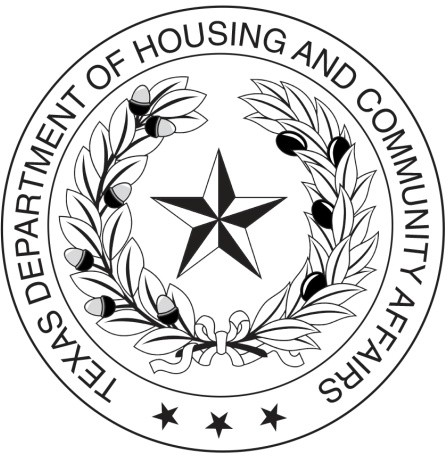 TEXAS DEPARTMENT OF HOUSING AND COMMUNITY AFFAIRS